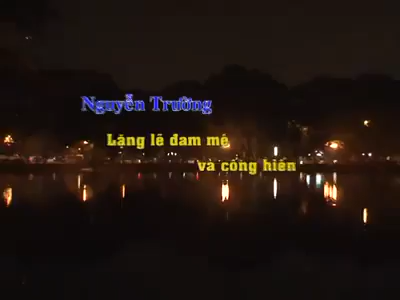 Nguyễn Trường
Lặng lẽ đam mê
và cống hiến